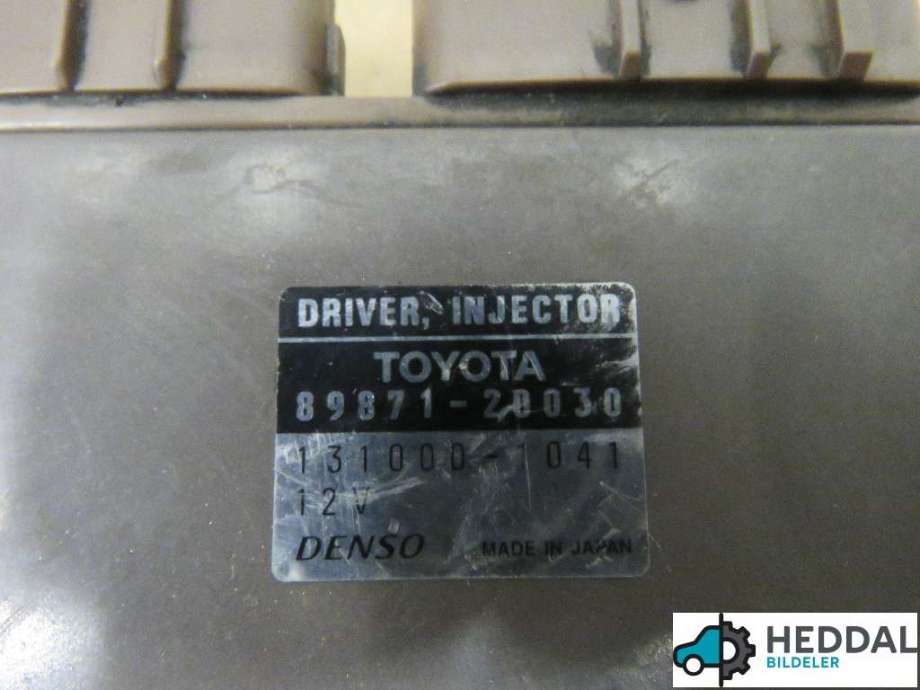 DRIVER, INJECTOR
TOYOTA
89871-20030
131000-1041
12V
DENSO MADE IN JAPAN
HEDDAL
BILDELER